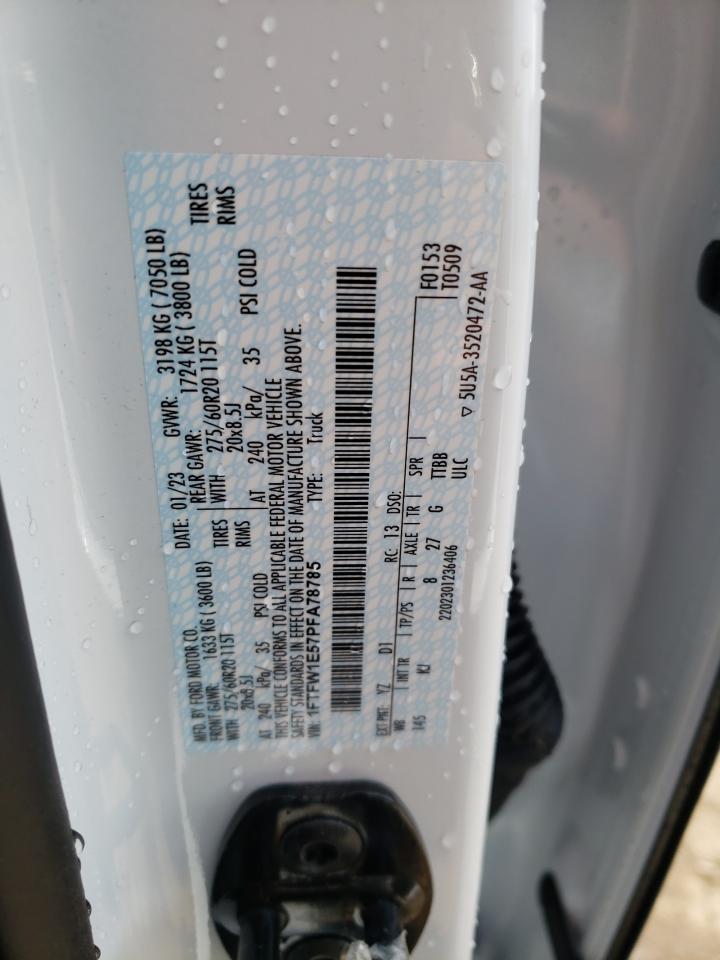 MFD. BY FORD MOTOR CO. DATE: 01/23 GVWR: 3198 KG ( 7050 LB)
FRONT GAWR: 1633 KG ( 3600 LB) REAR GAWR: 1724 KG ( 3800 LB)
WITH 275/60R20 115T TIRES WITH 275/60R20 115T TIRES
20x8.5J RIMS 20x8.5J RIMS
AT 240 kPa/ 35 PSI COLD AT 240 kPa/ 35 PSI COLD
THIS VEHICLE CONFORMS TO ALL APPLICABLE FEDERAL MOTOR VEHICLE
SAFETY STANDARDS IN EFFECT ON THE DATE OF MANUFACTURE SHOWN ABOVE.
VIN: 1FTFW1E57PFA78785 TYPE: Truck
EXT PNT: YZ D1 RC: 13 DSO: F0153
WB INT TR TP/PS R AXLE TR SPR T0509
145 KJ 8 27 G TTBB
2202301236406 ULC ▽ 5U5A-3520472-AA